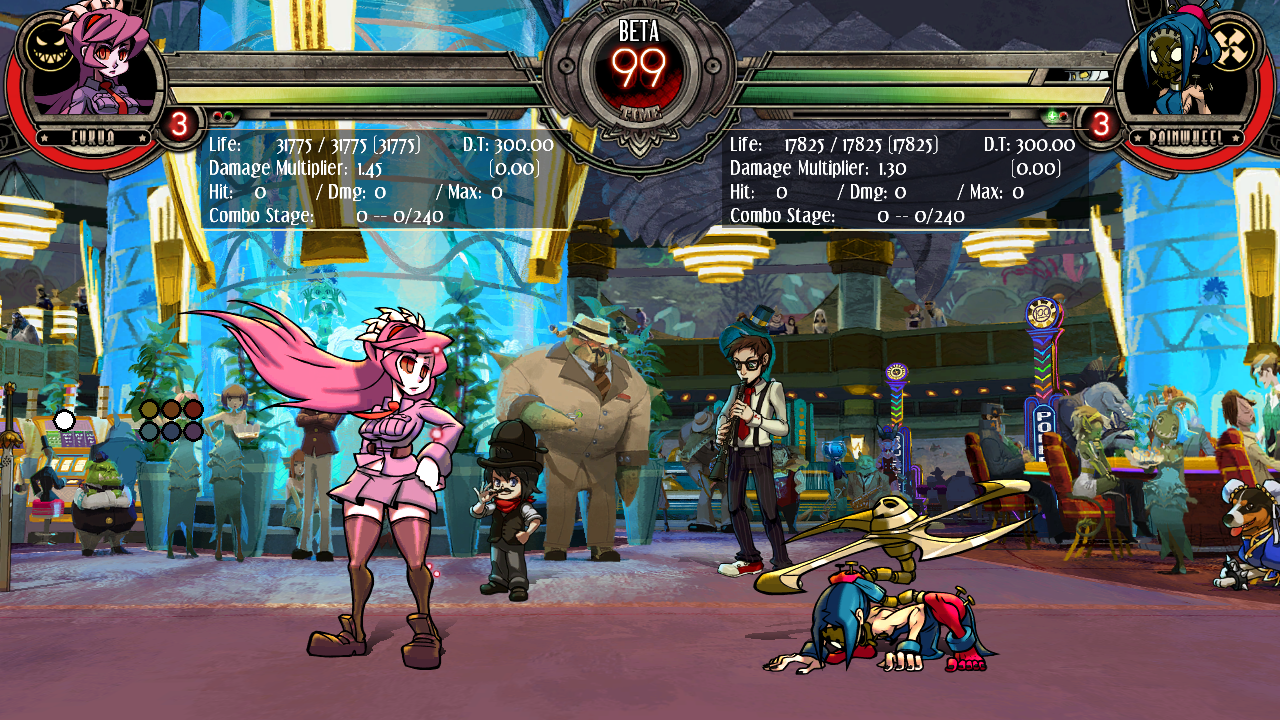 BETA
99
TIME
FUKUA
3
3
PAINWHEEL
Life: 31775 / 31775 (31775) D.T: 300.00
Damage Multiplier: 1.45 (0.00)
Hit: 0 / Dmg: 0 / Max: 0
Combo Stage: 0 -- 0/240
Life: 17825 / 17825 (17825) D.T: 300.00
Damage Multiplier: 1.30 (0.00)
Hit: 0 / Dmg: 0 / Max: 0
Combo Stage: 0 -- 0/240